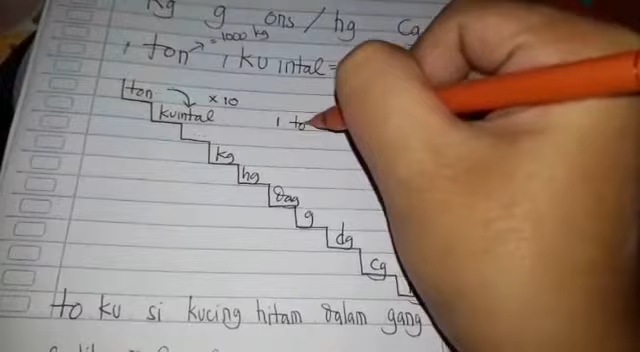 Kg g ons / hg
1 ton → = 1000 kg 1 kuintal =
ton × 10
kuintal 1 to
kg
hg
dag
g
dg
cg
to ku si kucing hitam dalam gang